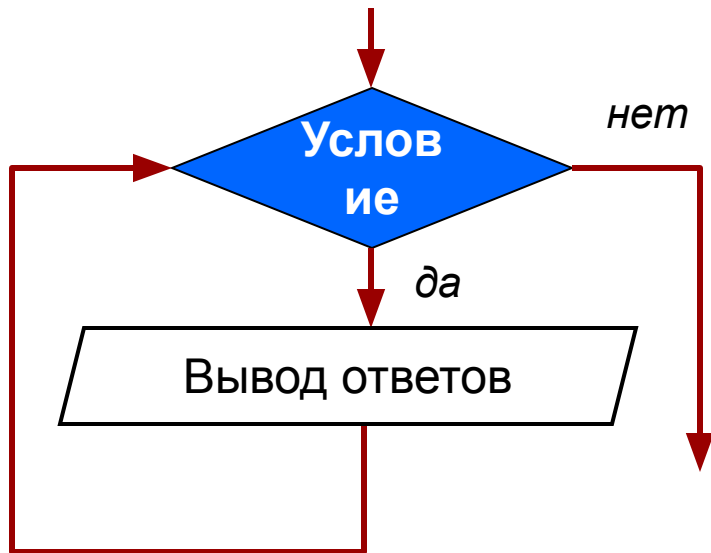 нет
Услов
ие
да
Вывод ответов